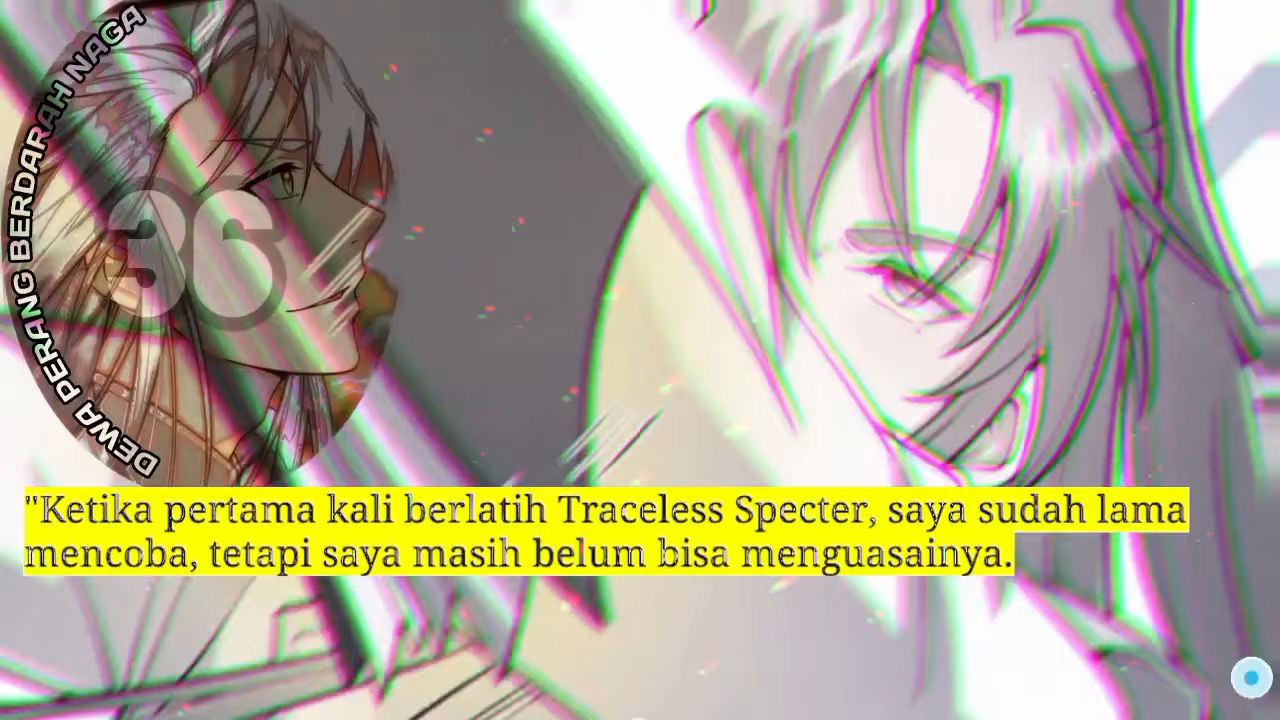 DEWA PERANG BERDARAH NAGA
36
"Ketika pertama kali berlatih Traceless Specter, saya sudah lama
mencoba, tetapi saya masih belum bisa menguasainya.